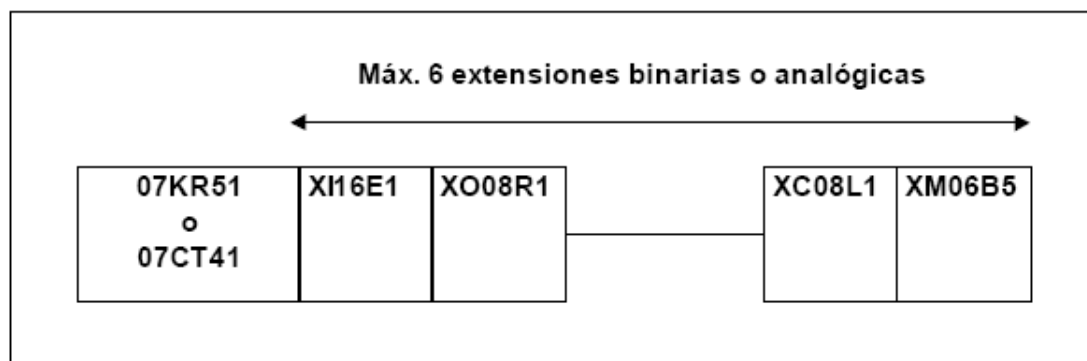 Máx. 6 extensiones binarias o analógicas
07KR51
o
07CT41
XI16E1
XO08R1
XC08L1
XM06B5